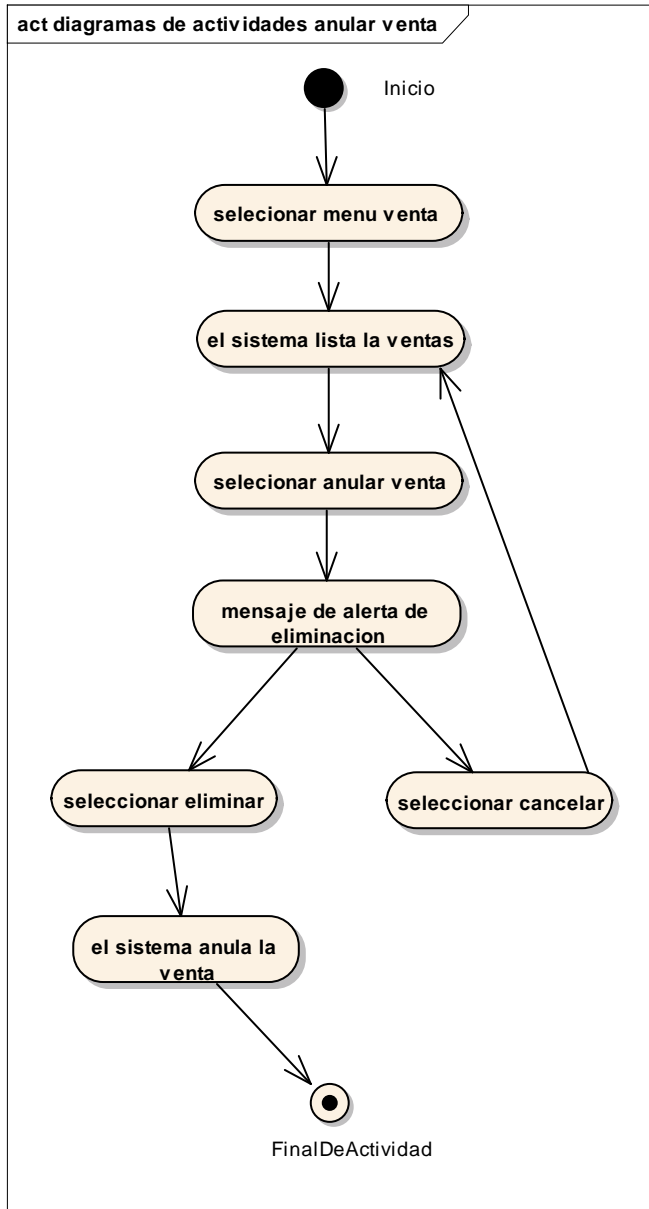 act diagramas de actividades anular venta
Inicio
selecionar menu venta
el sistema lista la ventas
selecionar anular venta
mensaje de alerta de
eliminacion
seleccionar eliminar
seleccionar cancelar
el sistema anula la
venta
FinalDeActividad